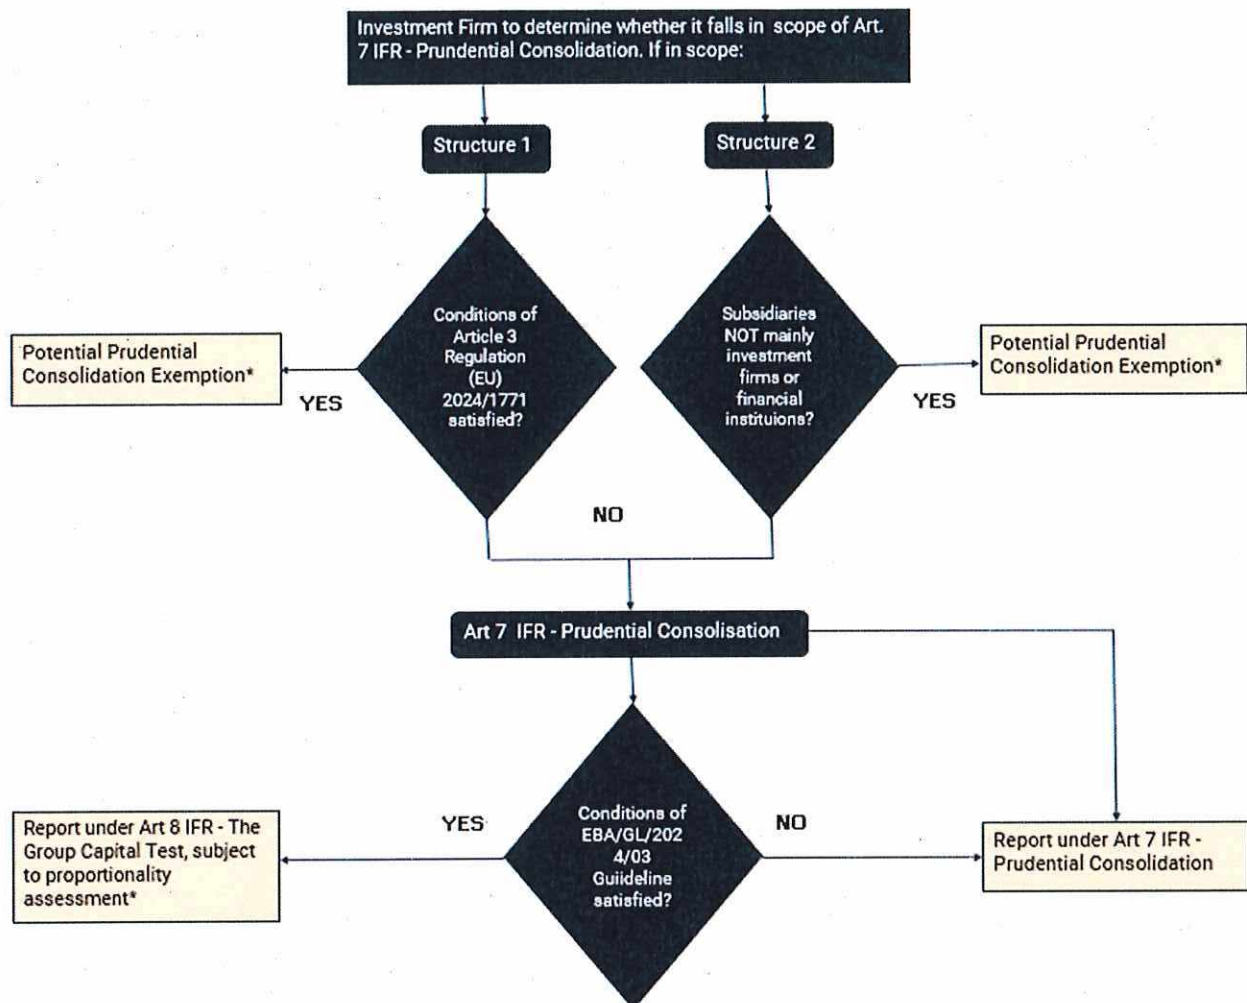 Investment Firm to determine whether it falls in scope of Art.
7 IFR - Prundential Consolidation. If in scope:
Structure 1
Structure 2
Conditions of
Article 3
Regulation
(EU)
2024/1771
satisfied?
Subsidiaries
NOT mainly
investment
firms or
financial
instituions?
Potential Prudential
Consolidation Exemption*
YES
Potential Prudential
Consolidation Exemption*
YES
NO
Art 7 IFR - Prudential Consolisation
Conditions of
EBA/GL/202
4/03
Guiideline
satisfied?
YES
NO
Report under Art 8 IFR - The
Group Capital Test, subject
to proportionality
assessment*
Report under Art 7 IFR -
Prudential Consolidation